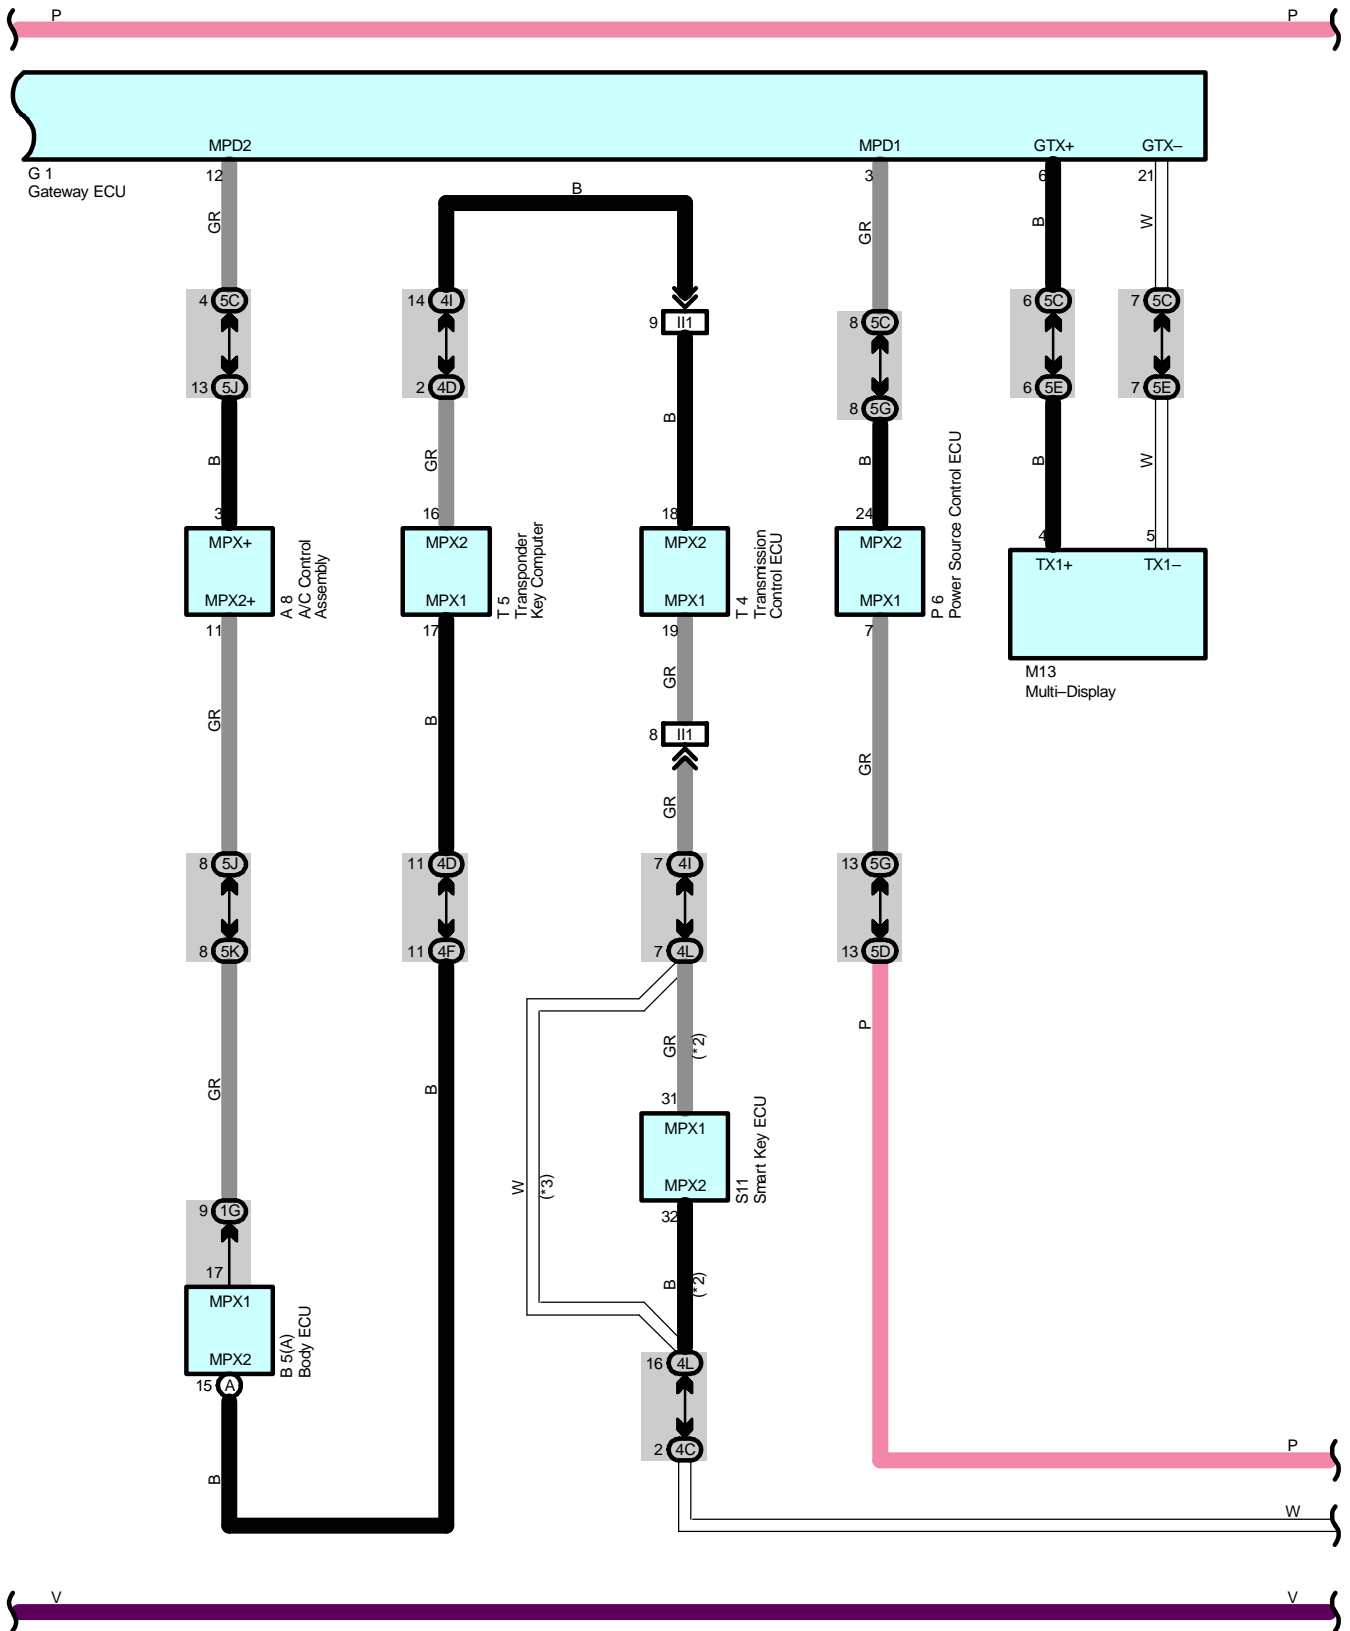 P P
MPD2 MPD1 GTX+ GTX–
G 1
Gateway ECU
12 3 6 21
B
GR GR B W
4 5C 14 4I 9 II1 8 5C 6 5C 7 5C
13 5J 2 4D 8 5G 6 5E 7 5E
B GR B B B W
3 16 18 24 4 5
MPX+ MPX2 MPX2 MPX2 TX1+ TX1–
MPX2+ MPX1 MPX1 MPX1
A 8
A/C Control
Assembly
T 5
Transponder
Key Computer
T 4
Transmission
Control ECU
P 6
Power Source Control ECU
11 17 19 7
M13
Multi–Display
GR B GR GR
8 II1
GR
8 5J 11 4D 7 4I 13 5G
8 5K 11 4F 7 4L 13 5D
GR B GR (*2) P
31
MPX1
MPX2
S11
Smart Key ECU
W (*3)
32
9 1G
17
MPX1
MPX2
B 5(A)
Body ECU
B (*2)
15 A
16 4L
2 4C
B
P
W
V V